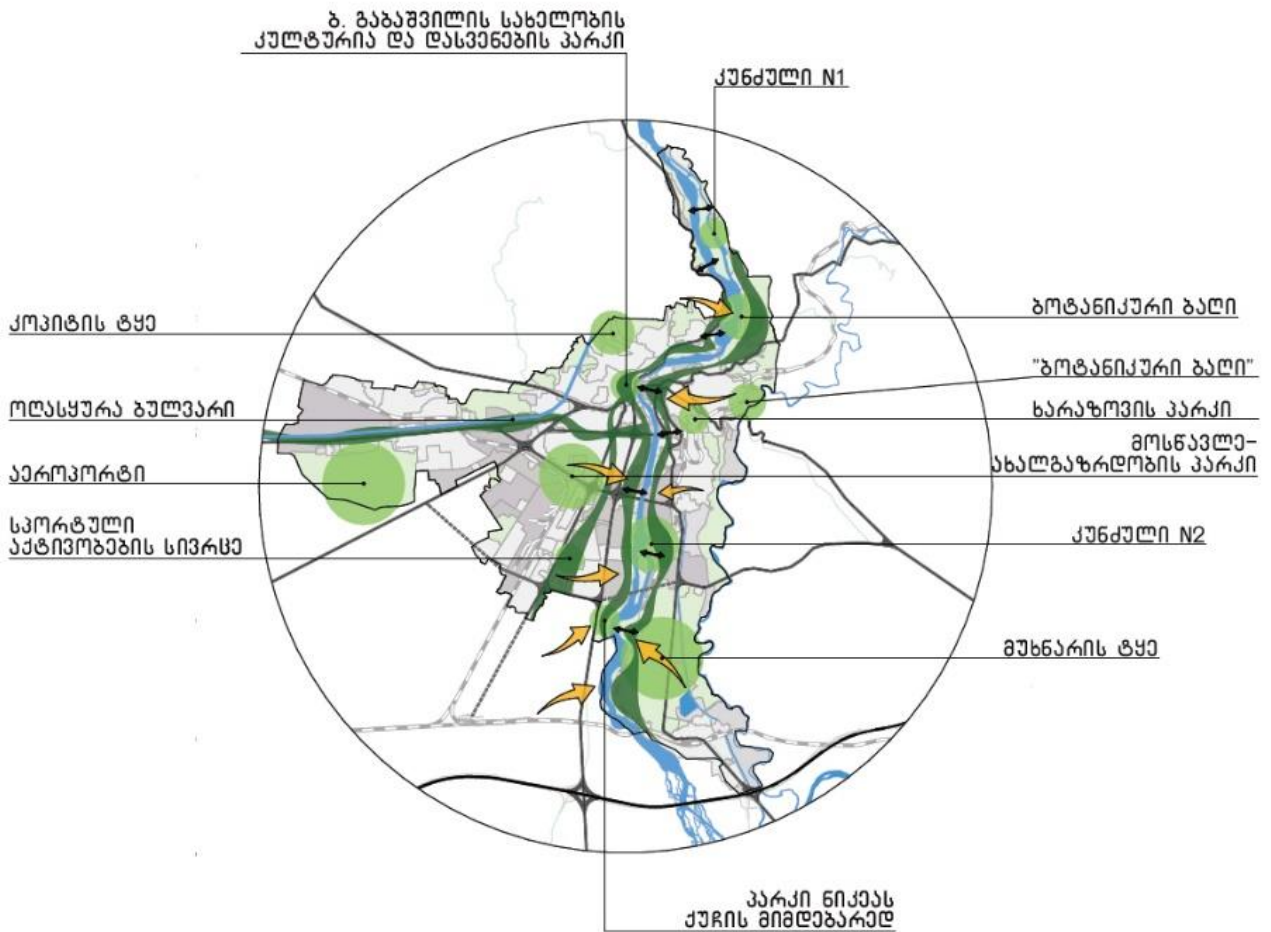 ბ. გაბაშვილის სახელობის
კულტურია და დასვენების პარკი
კუნძული N1
კოპიტის ტყე
ოღასყურა ბულვარი
აეროპორტი
სპორტული
აქტივობების სივრცე
ბოტანიკური ბაღი
"ბოტანიკური ბაღი"
ხარაზოვის პარკი
მოსწავლე-
ახალგაზრდობის პარკი
კუნძული N2
მუხნარის ტყე
პარკი ნიკეას
ქუჩის მიმდებარედ